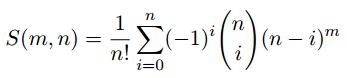 S(m, n) = \frac{1}{n!} \sum_{i=0}^{n} (-1)^i \binom{n}{i} (n - i)^m